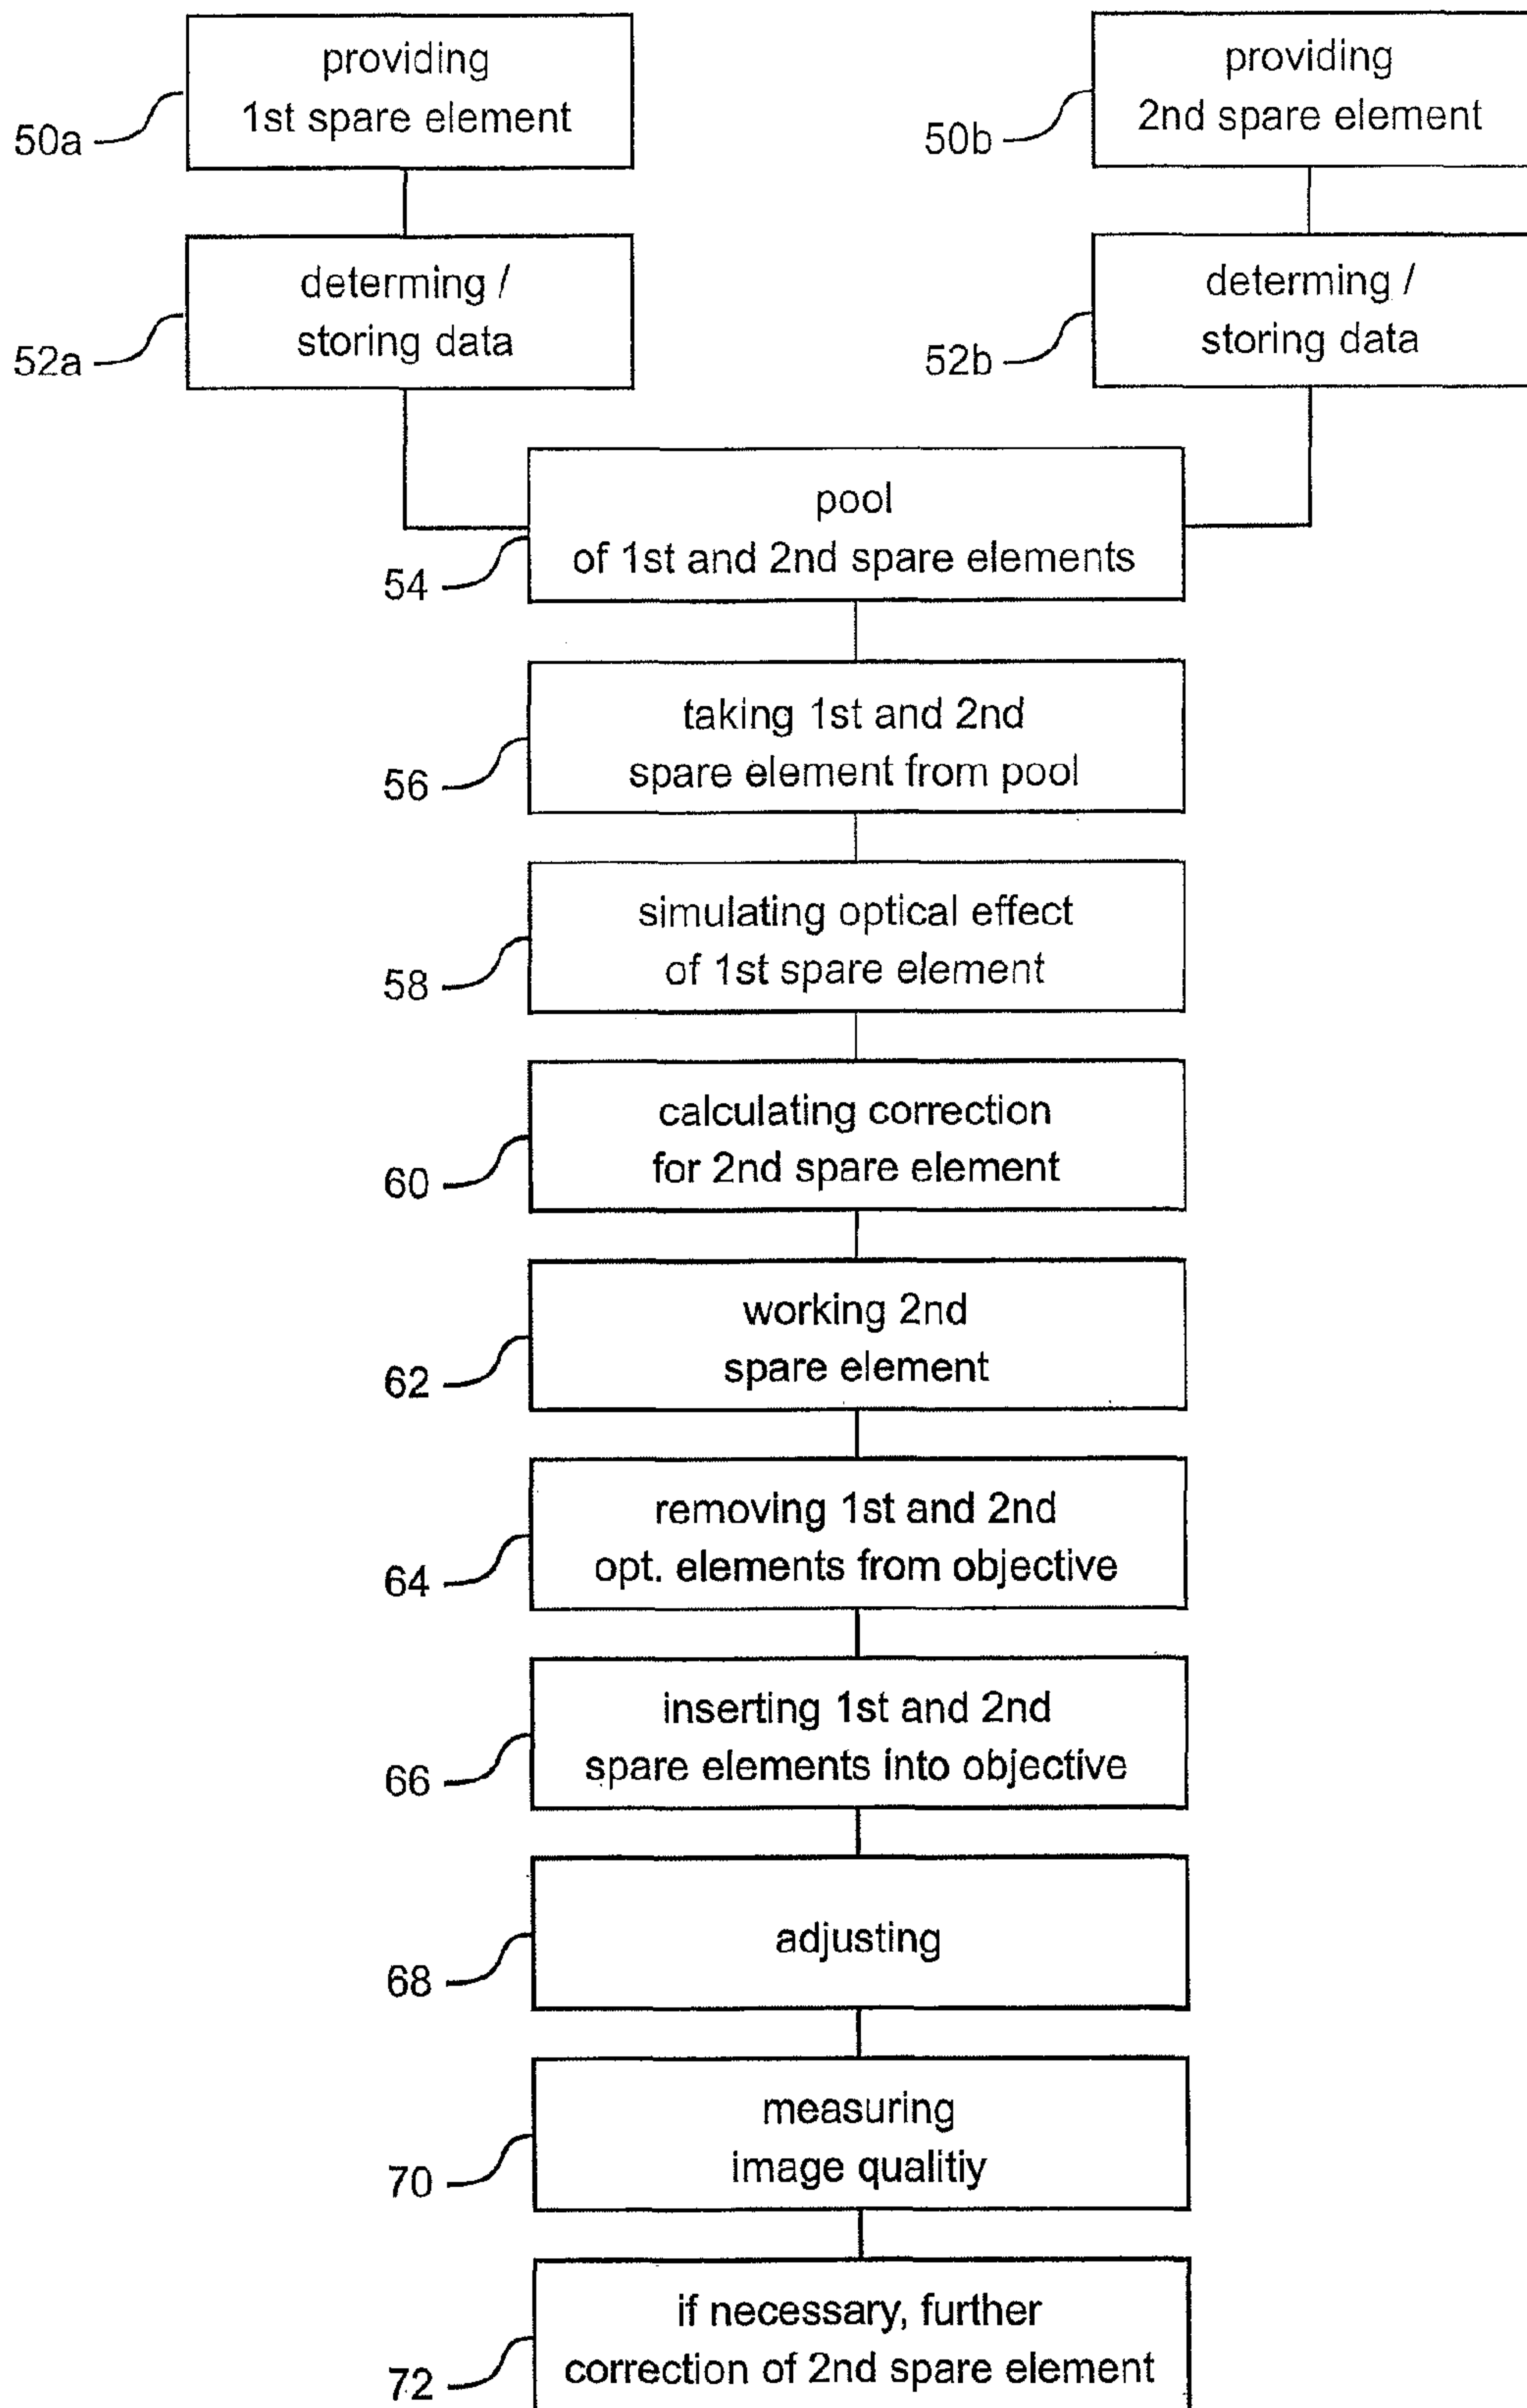 providing
1st spare element
50a
providing
2nd spare element
50b
determing /
storing data
52a
determing /
storing data
52b
pool
of 1st and 2nd spare elements
54
taking 1st and 2nd
spare element from pool
56
simulating optical effect
of 1st spare element
58
calculating correction
for 2nd spare element
60
working 2nd
spare element
62
removing 1st and 2nd
opt. elements from objective
64
inserting 1st and 2nd
spare elements into objective
66
adjusting
68
measuring
image qualitiy
70
if necessary, further
correction of 2nd spare element
72